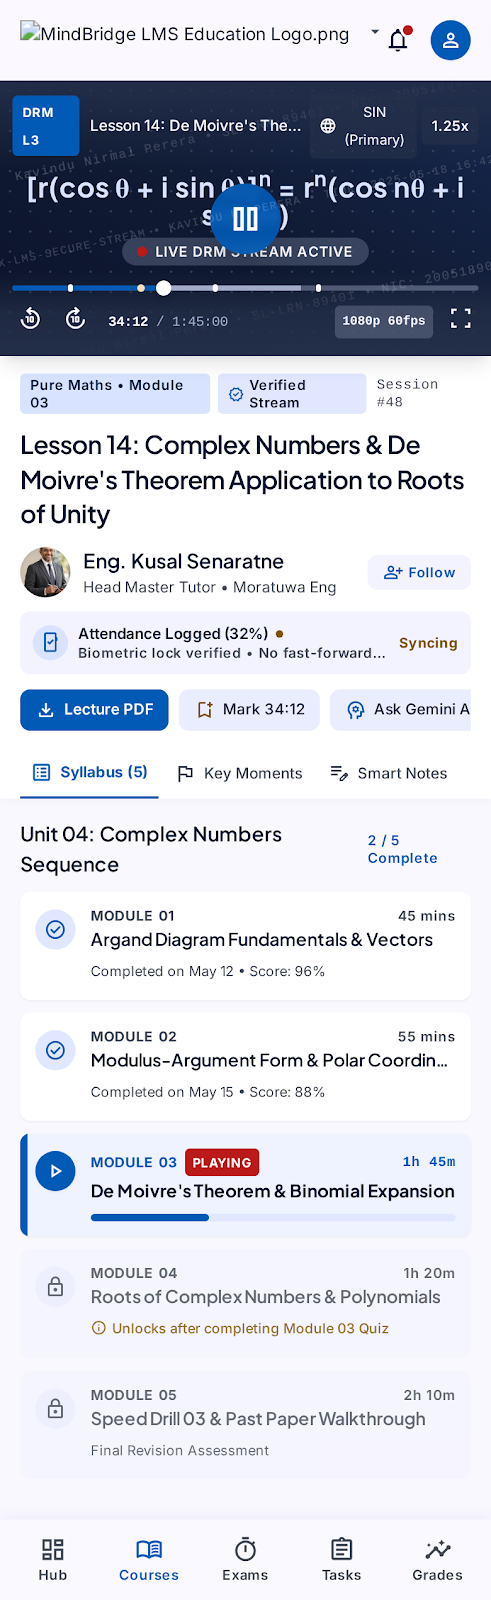 MindBridge LMS Education Logo.png
DRM L3
Lesson 14: De Moivre's The...
SIN (Primary)
1.25x
Kavindu Nirmal Perera
[r(cos θ + i sin θ)]ⁿ = rⁿ(cos nθ + i
s )
LIVE DRM STREAM ACTIVE
34:12 / 1:45:00
1080p 60fps
Pure Maths • Module 03
Verified Stream
Session #48
Lesson 14: Complex Numbers & De
Moivre's Theorem Application to Roots
of Unity
Eng. Kusal Senaratne
Head Master Tutor • Moratuwa Eng
Follow
Attendance Logged (32%)
Biometric lock verified • No fast-forward...
Syncing
Lecture PDF
Mark 34:12
Ask Gemini A
Syllabus (5)
Key Moments
Smart Notes
Unit 04: Complex Numbers
Sequence
2 / 5
Complete
MODULE 01
45 mins
Argand Diagram Fundamentals & Vectors
Completed on May 12 • Score: 96%
MODULE 02
55 mins
Modulus-Argument Form & Polar Coordin...
Completed on May 15 • Score: 88%
MODULE 03
PLAYING
1h 45m
De Moivre's Theorem & Binomial Expansion
MODULE 04
1h 20m
Roots of Complex Numbers & Polynomials
Unlocks after completing Module 03 Quiz
MODULE 05
2h 10m
Speed Drill 03 & Past Paper Walkthrough
Final Revision Assessment
Hub
Courses
Exams
Tasks
Grades